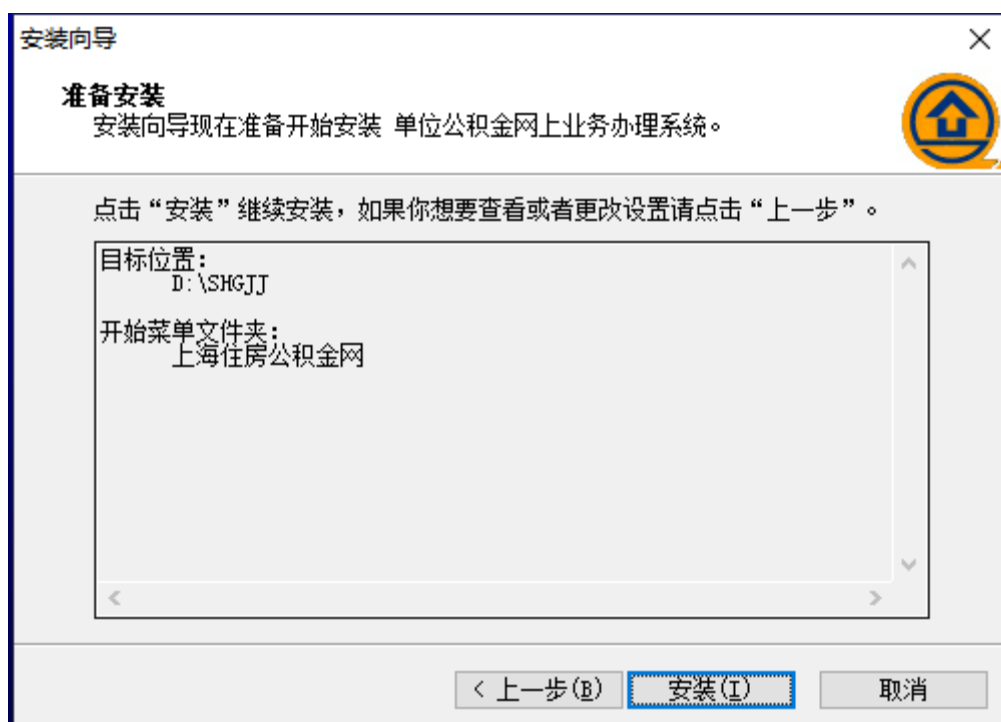 安装向导
准备安装
安装向导现在准备开始安装 单位公积金网上业务办理系统。
点击“安装”继续安装，如果你想要查看或者更改设置请点击“上一步”。
目标位置：
D:\SHGJJ
开始菜单文件夹：
上海住房公积金网
< 上一步(B)
安装(I)
取消